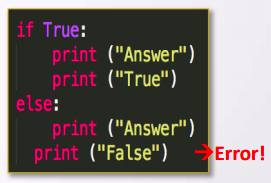 if True:
    print ("Answer")
    print ("True")
else:
    print ("Answer")
  print ("False")   →Error!